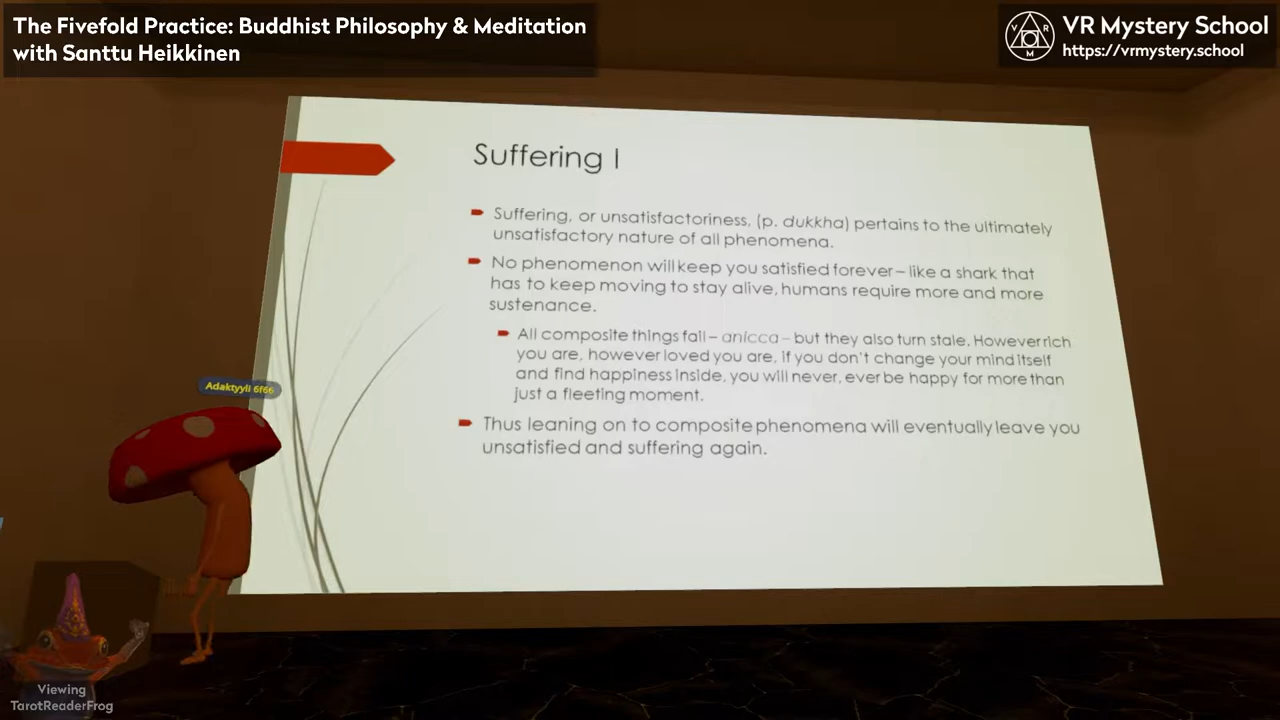 The Fivefold Practice: Buddhist Philosophy & Meditation
with Santtu Heikkinen
VR Mystery School
https://vrmystery.school
V R
M
Suffering I
Suffering, or unsatisfactoriness, (p. dukkha) pertains to the ultimately
unsatisfactory nature of all phenomena.
No phenomenon will keep you satisfied forever – like a shark that
has to keep moving to stay alive, humans require more and more
sustenance.
All composite things fall – anicca – but they also turn stale. However rich
you are, however loved you are, if you don't change your mind itself
and find happiness inside, you will never, ever be happy for more than
just a fleeting moment.
Thus leaning on to composite phenomena will eventually leave you
unsatisfied and suffering again.
Adaktyyli 6f66
Viewing
TarotReaderFrog